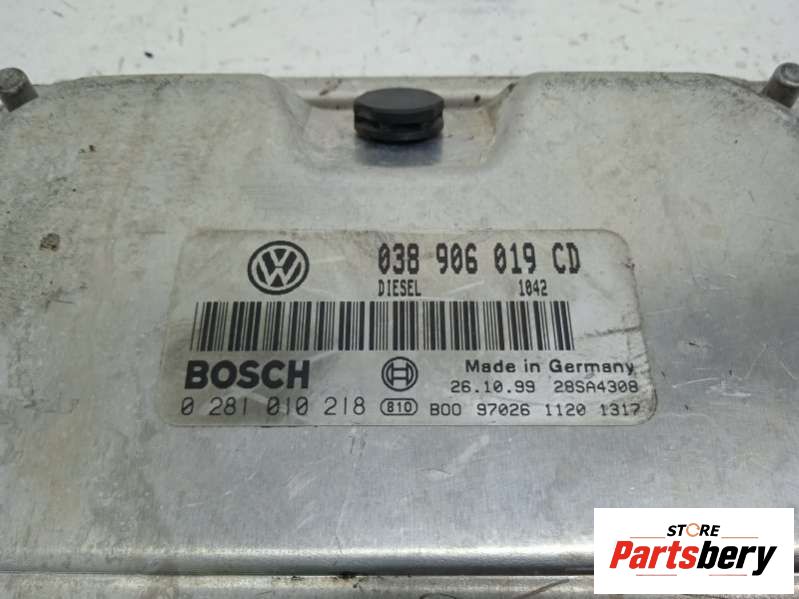 038 906 019 CD
DIESEL 1042
BOSCH
Made in Germany
26.10.99 28SA4308
0 281 010 218 810 B00 97026 1120 1317
STORE
Partsbery